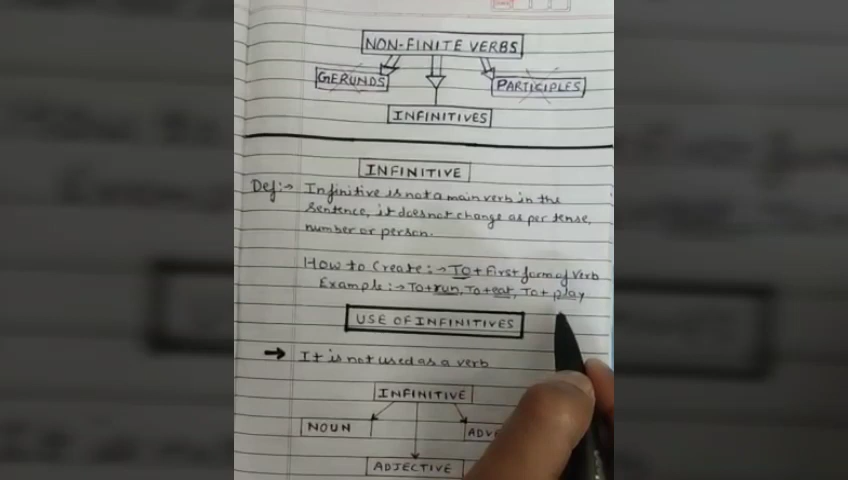 NON-FINITE VERBS
GERUNDS
PARTICIPLES
INFINITIVES
INFINITIVE
Def:→ Infinitive is not a main verb in the
sentence, it does not change as per tense,
number or person.
How to Create:→ To + First form of verb
Example:→ To+run, To+eat, To+play
USE OF INFINITIVES
→ It is not used as a verb
INFINITIVE
NOUN
ADVE
ADJECTIVE